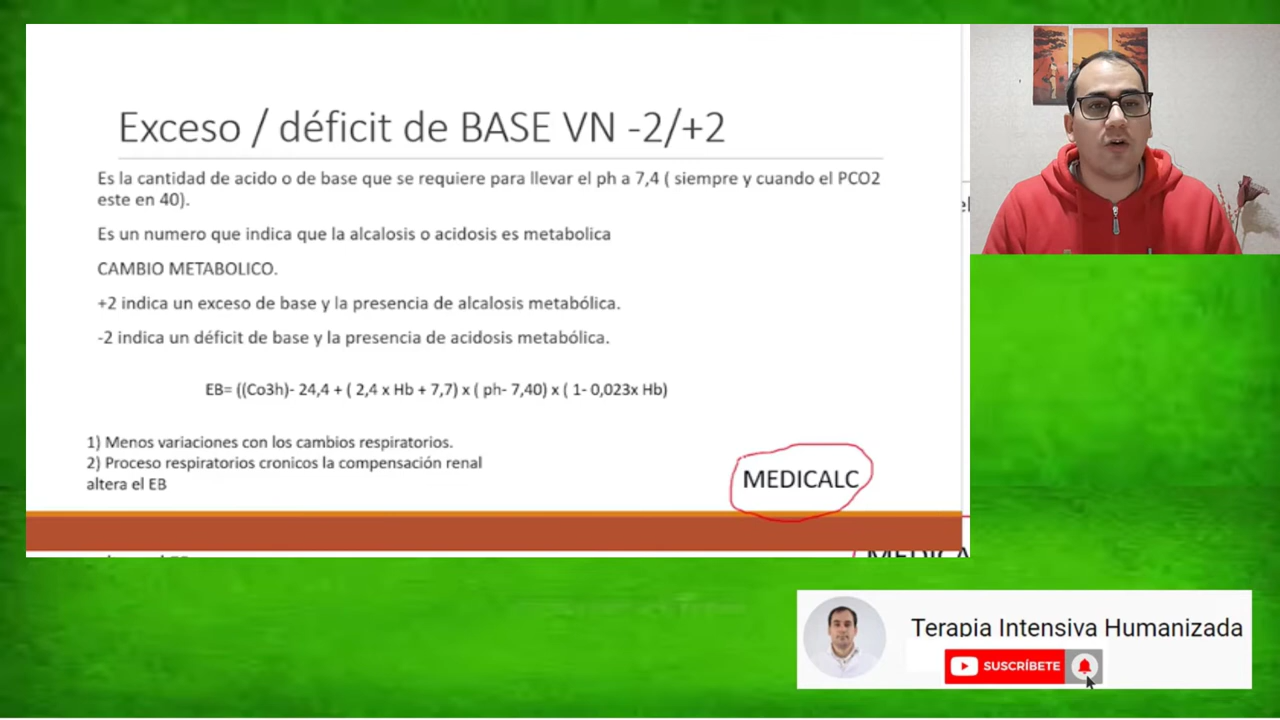 Exceso / déficit de BASE VN -2/+2
Es la cantidad de acido o de base que se requiere para llevar el ph a 7,4 ( siempre y cuando el PCO2
este en 40).
Es un numero que indica que la alcalosis o acidosis es metabolica
CAMBIO METABOLICO.
+2 indica un exceso de base y la presencia de alcalosis metabólica.
-2 indica un déficit de base y la presencia de acidosis metabólica.
EB= ((Co3h)- 24,4 + ( 2,4 x Hb + 7,7) x ( ph- 7,40) x ( 1- 0,023x Hb)
1) Menos variaciones con los cambios respiratorios.
2) Proceso respiratorios cronicos la compensación renal
altera el EB
MEDICALC
Terapia Intensiva Humanizada
SUSCRÍBETE